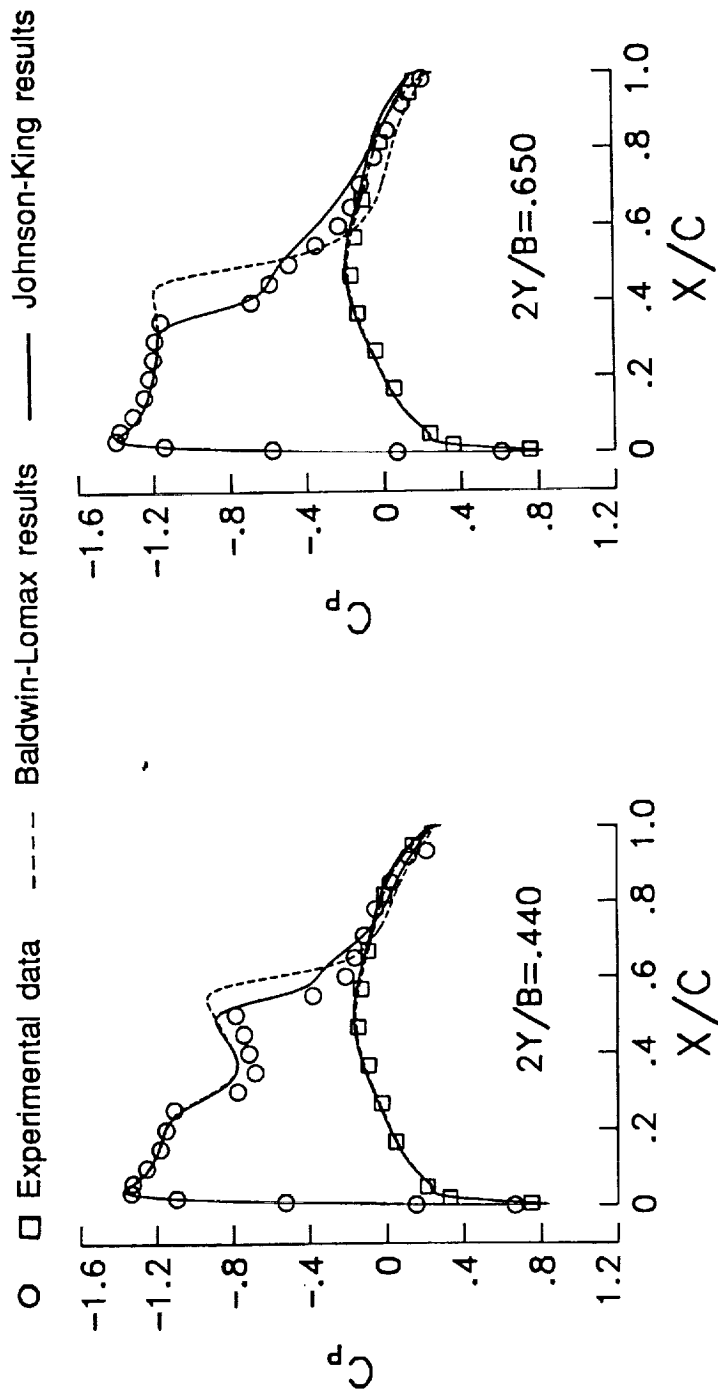 ○ □ Experimental data ---- Baldwin-Lomax results —— Johnson-King results
-1.6
-1.2
-.8
-.4
0
.4
.8
1.2
Cp
2Y/B=.440
0 .2 .4 .6 .8 1.0
X/C
-1.6
-1.2
-.8
-.4
0
.4
.8
1.2
Cp
2Y/B=.650
0 .2 .4 .6 .8 1.0
X/C